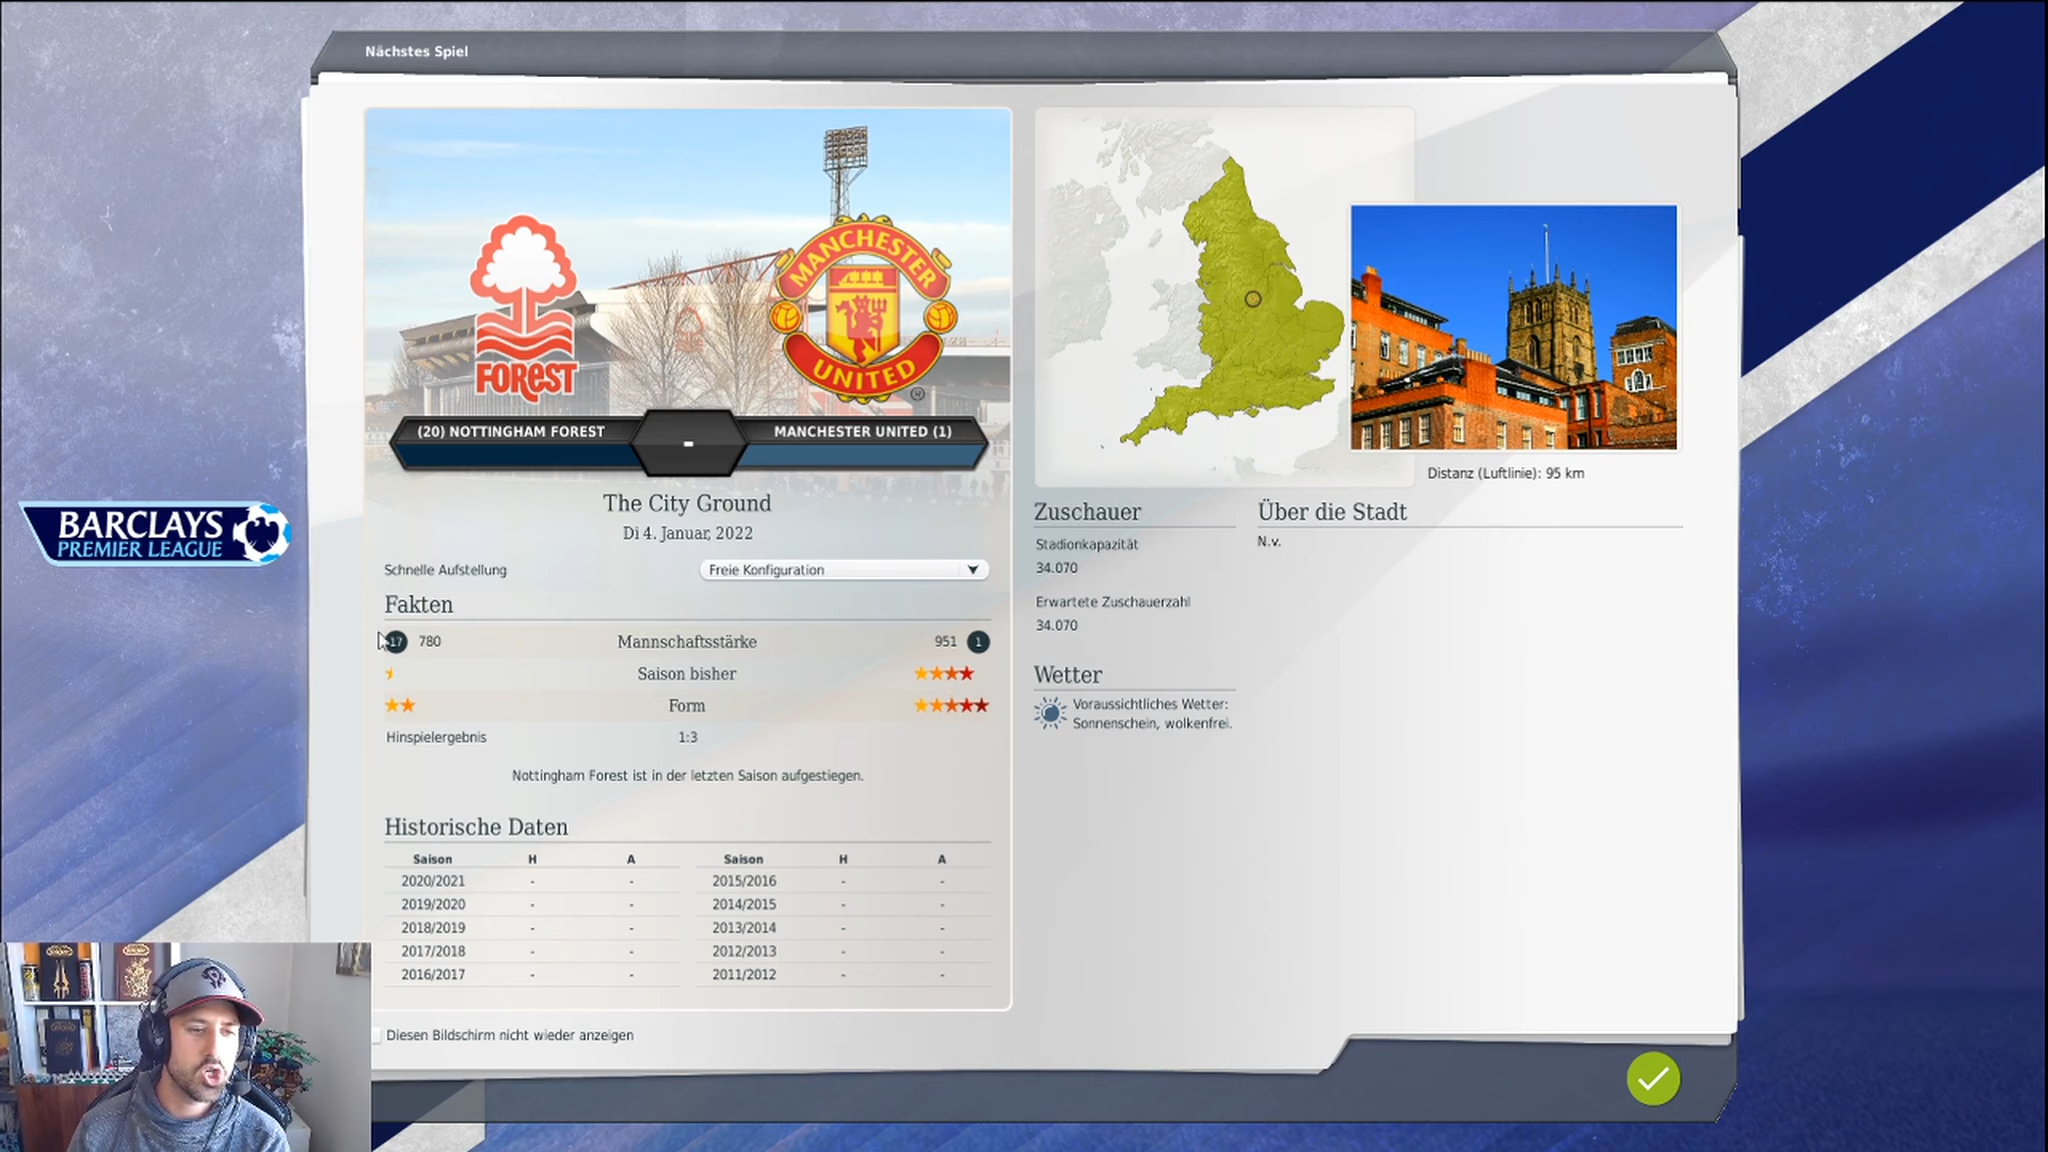 Nächstes Spiel
FOREST
MANCHESTER
UNITED
®
(20) NOTTINGHAM FOREST
-
MANCHESTER UNITED (1)
The City Ground
Di 4. Januar, 2022
Schnelle Aufstellung
Freie Konfiguration
Fakten
17 780 Mannschaftsstärke 951 1
Saison bisher
Form
Hinspielergebnis 1:3
Nottingham Forest ist in der letzten Saison aufgestiegen.
Historische Daten
Saison H A Saison H A
2020/2021 - - 2015/2016 - -
2019/2020 - - 2014/2015 - -
2018/2019 - - 2013/2014 - -
2017/2018 - - 2012/2013 - -
2016/2017 - - 2011/2012 - -
Diesen Bildschirm nicht wieder anzeigen
Distanz (Luftlinie): 95 km
Zuschauer
Stadionkapazität
34.070
Erwartete Zuschauerzahl
34.070
Wetter
Voraussichtliches Wetter:
Sonnenschein, wolkenfrei.
Über die Stadt
N.v.
BARCLAYS
PREMIER LEAGUE